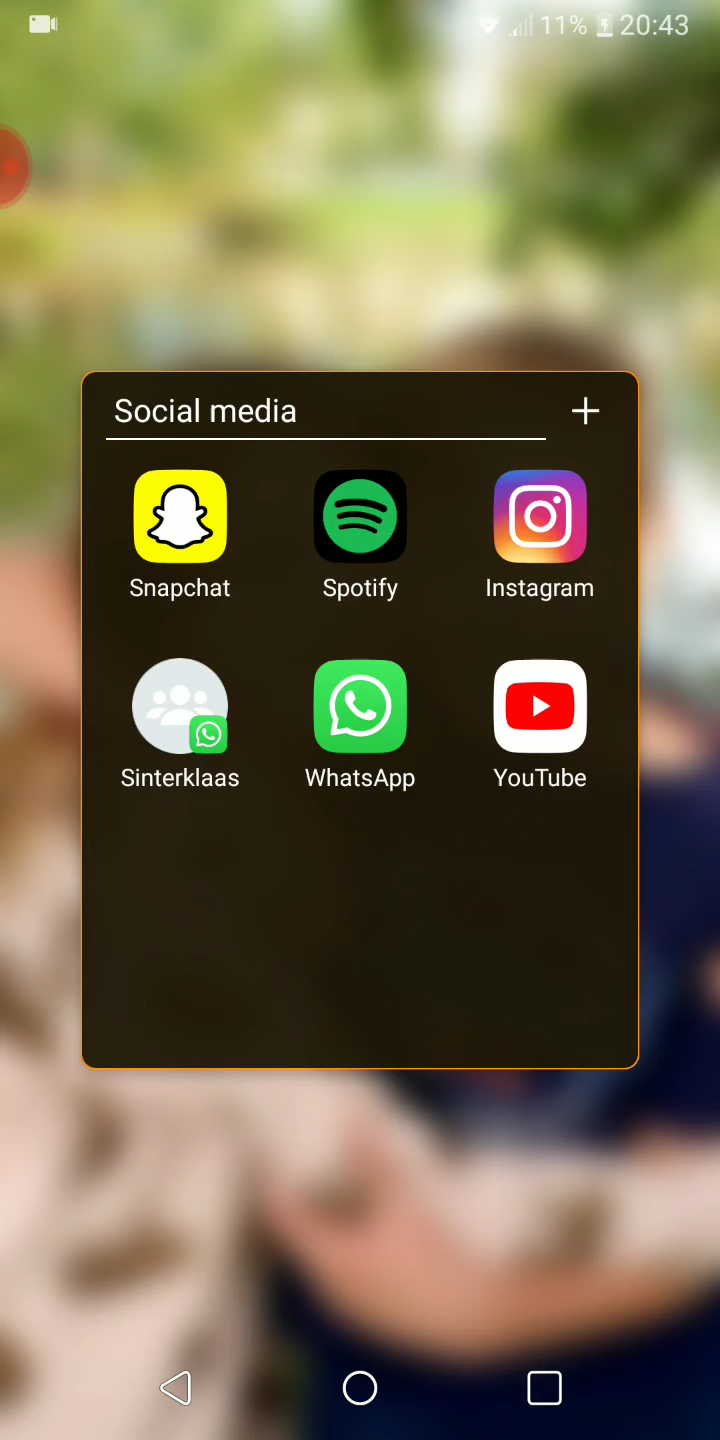 11% 20:43
Social media
Snapchat Spotify Instagram
Sinterklaas WhatsApp YouTube